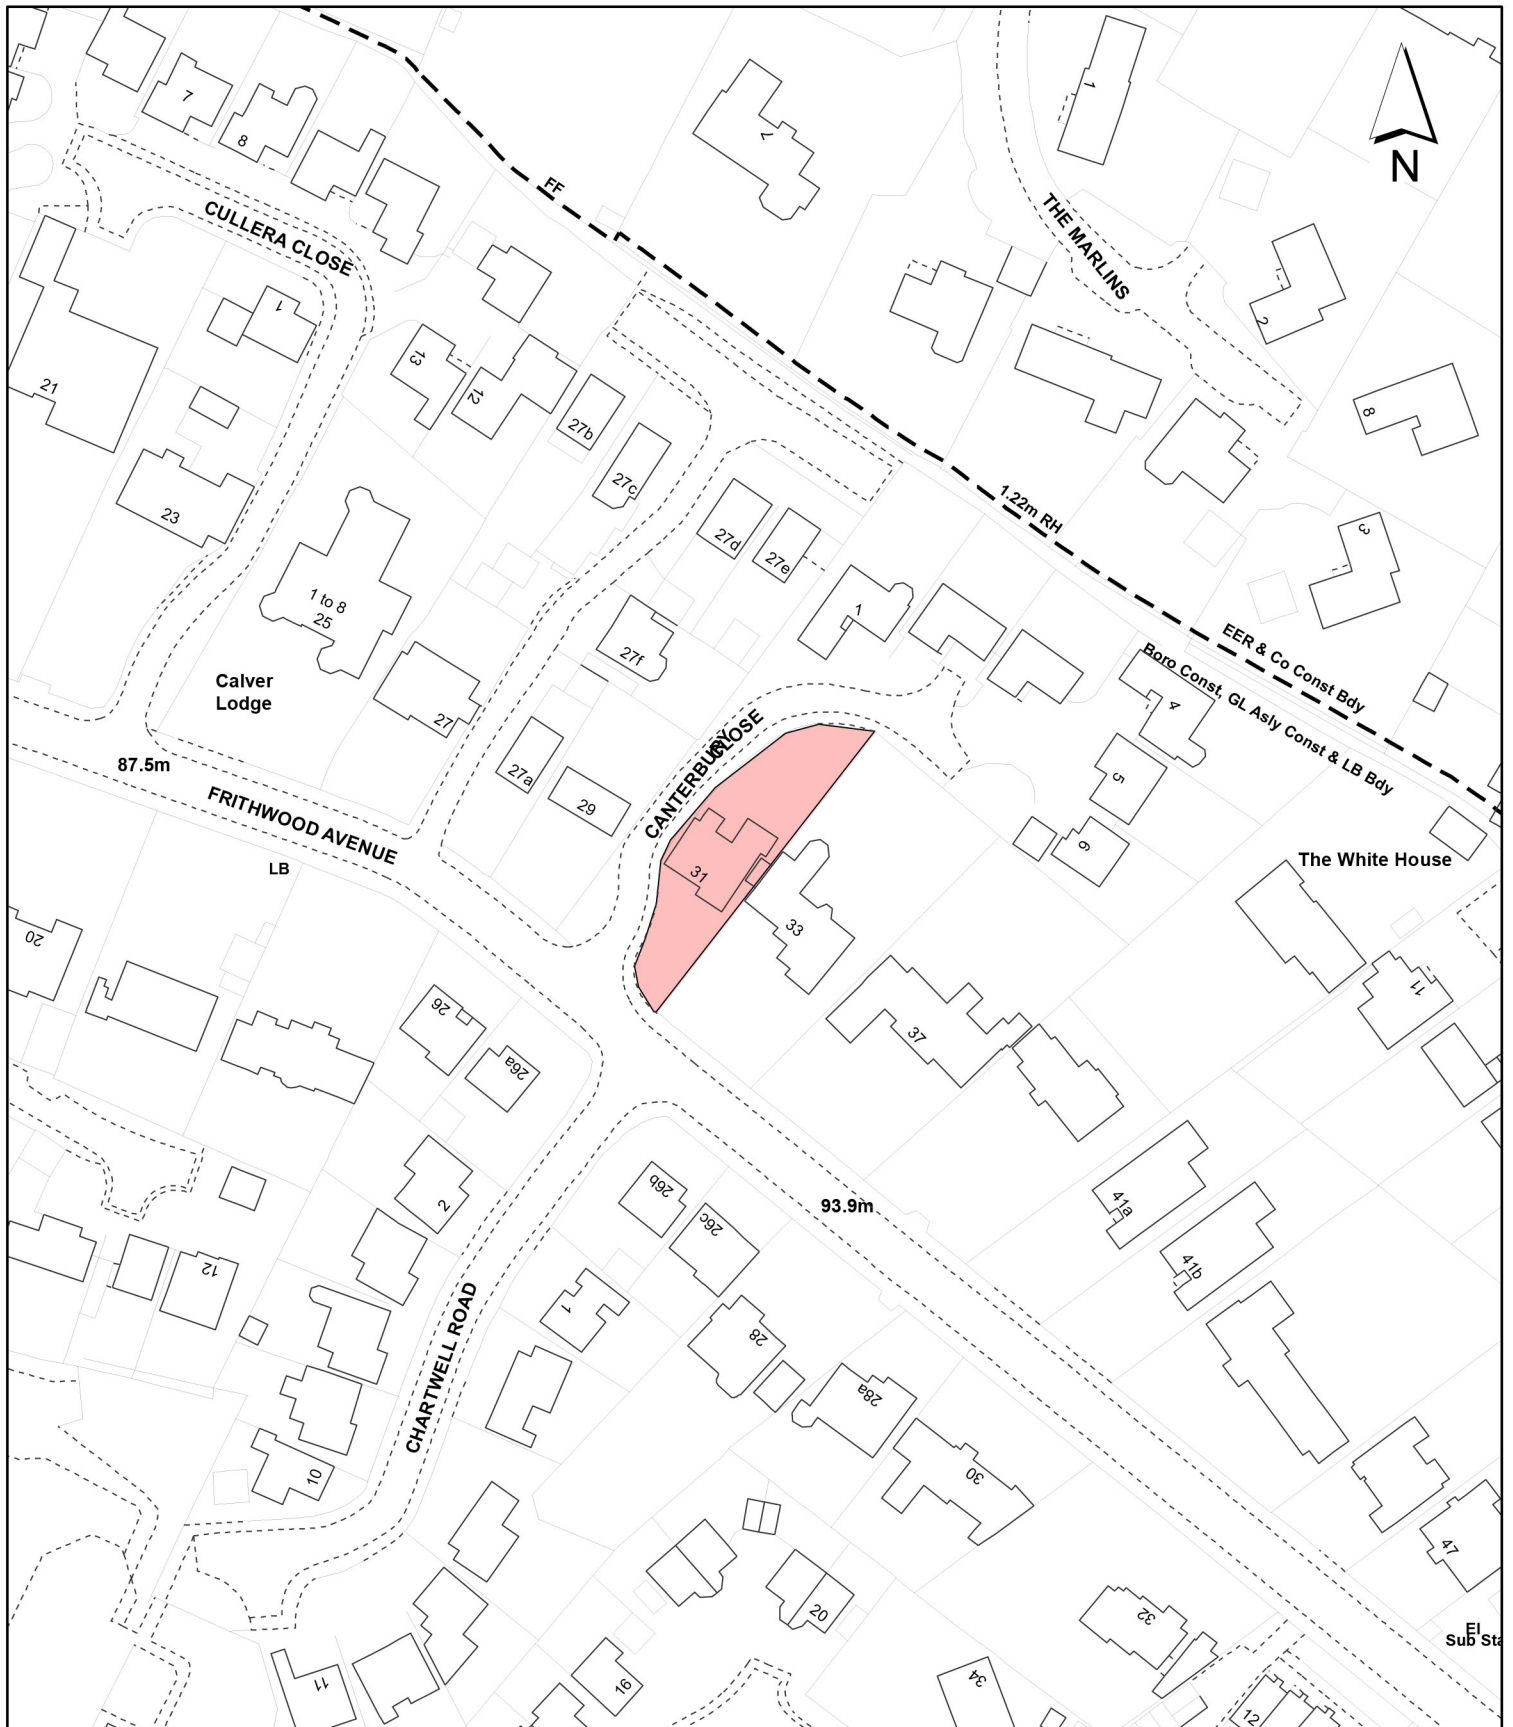 7
8
CULLERA CLOSE
FF
7
1
THE MARLINS
N
2
1
21
13
12
27b
27c
8
23
27d
27e
1.22m RH
3
1 to 8
25
1
27f
EER & Co Const Bdy
Boro Const, GL Asly Const & LB Bdy
4
Calver
Lodge
27
CANTERBURY CLOSE
87.5m
27a
29
5
FRITHWOOD AVENUE
6
The White House
LB
31
33
20
26
11
37
26a
2
26b
26c
93.9m
41a
41b
12
1
28
28a
CHARTWELL ROAD
10
30
47
20
32
El
Sub Sta
11
16
34
12